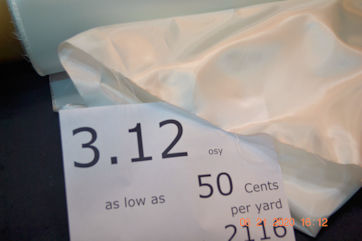 3.12 osy
as low as 50 Cents
per yard
2116